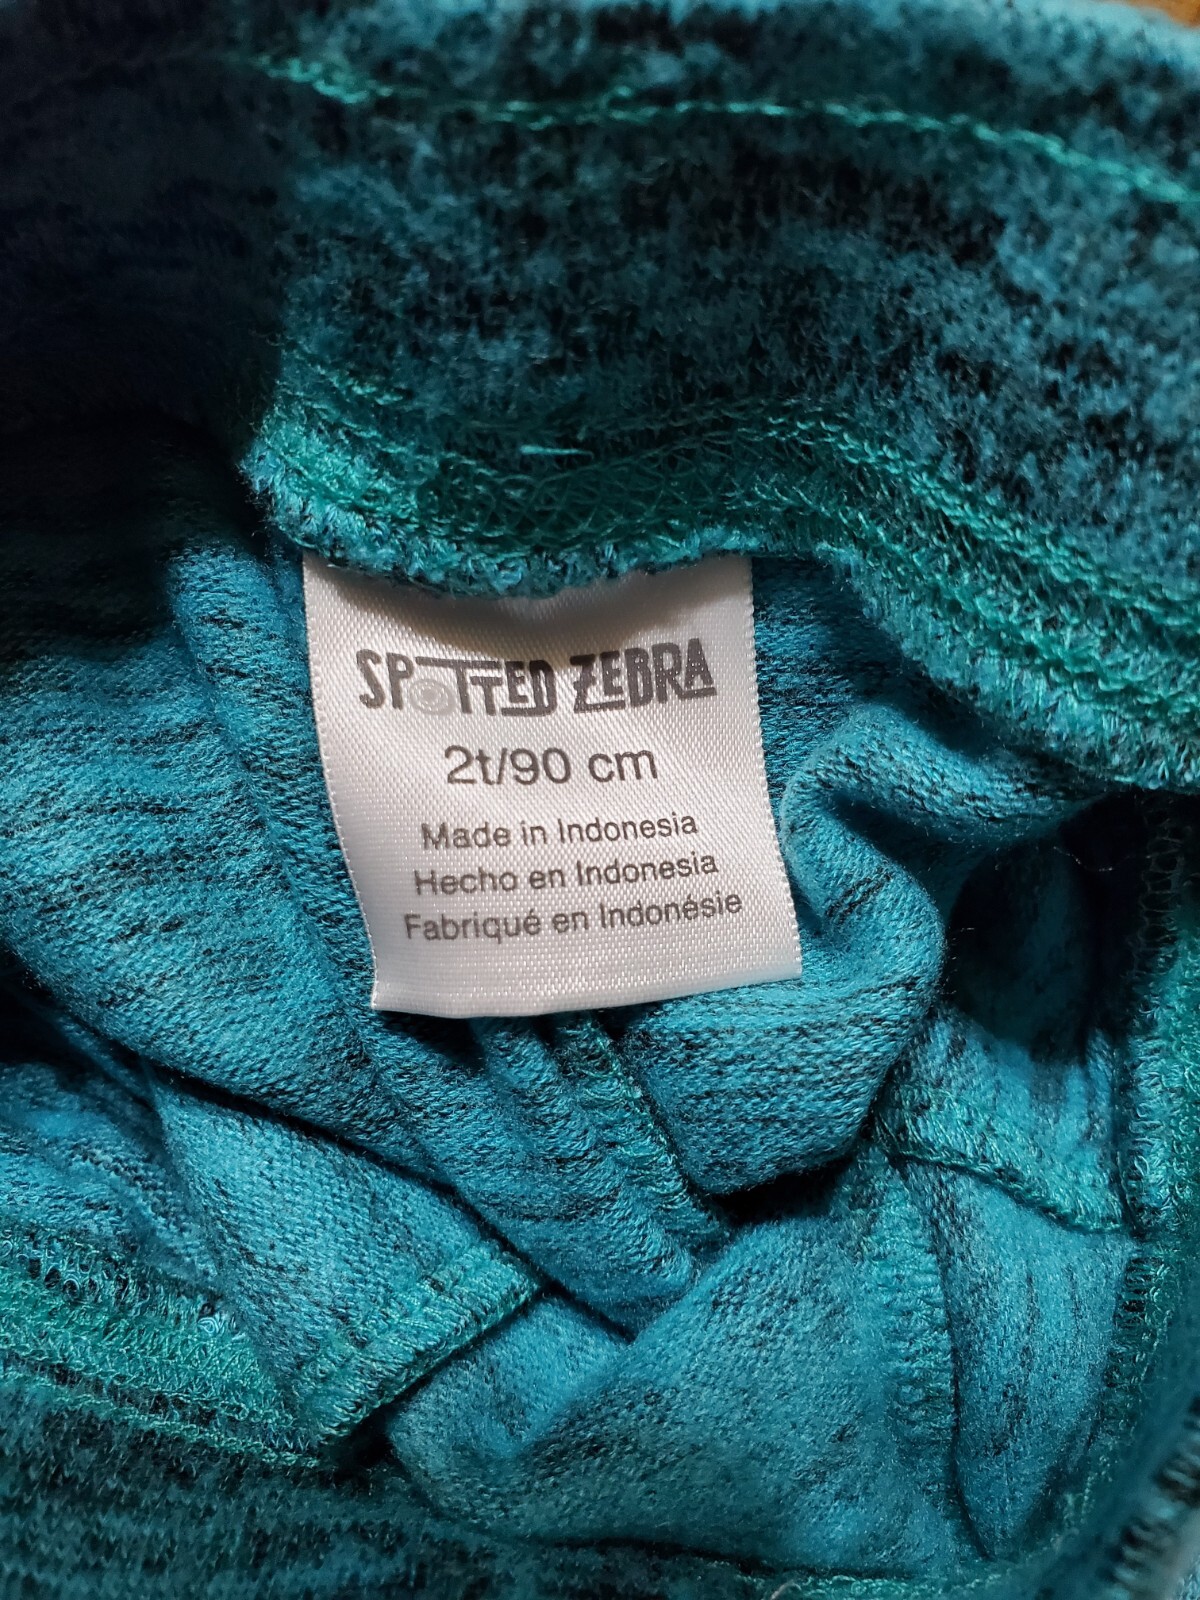 SPOTTED ZEBRA
2t/90 cm
Made in Indonesia
Hecho en Indonesia
Fabriqué en Indonésie